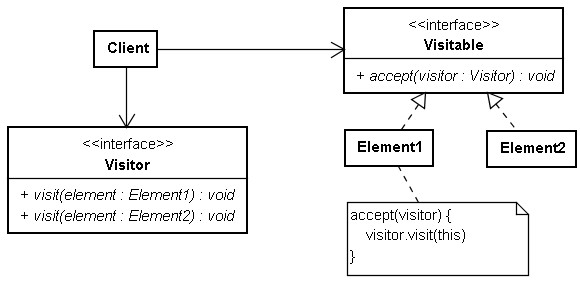 Client
<<interface>>
Visitable
+ accept(visitor : Visitor) : void
<<interface>>
Visitor
+ visit(element : Element1) : void
+ visit(element : Element2) : void
Element1
Element2
accept(visitor) {
visitor.visit(this)
}